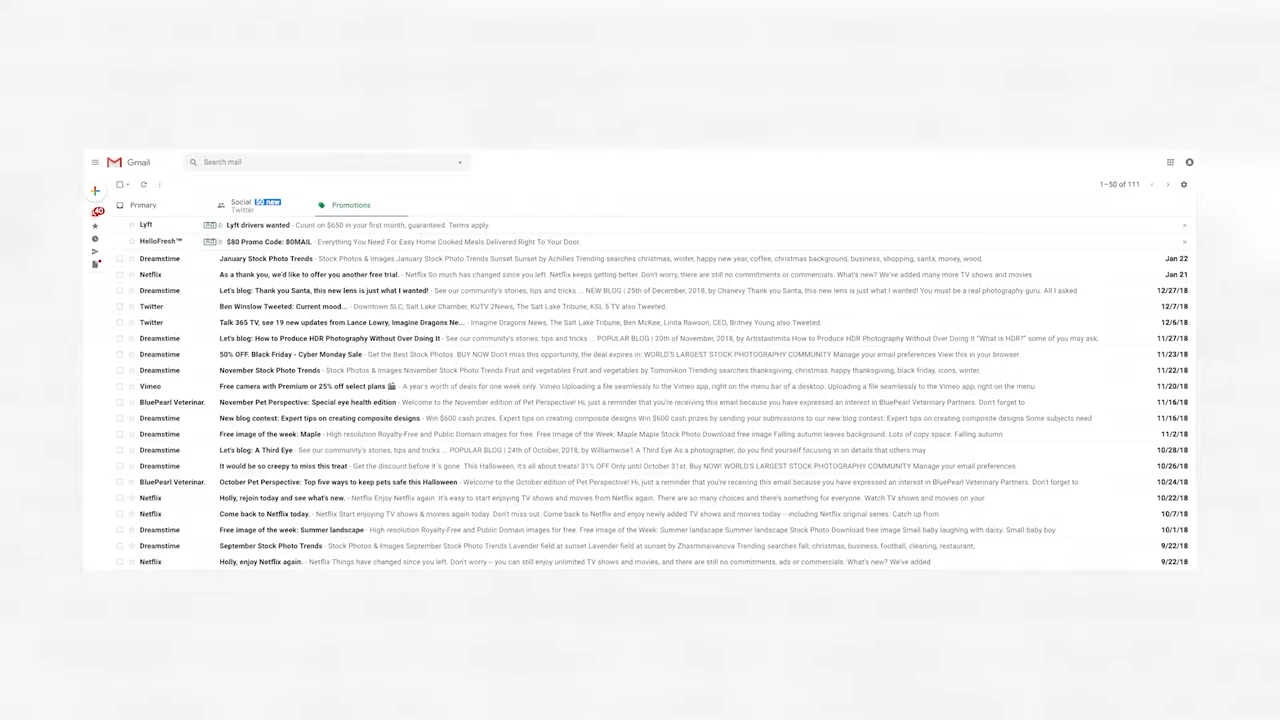 Gmail
Search mail
1–50 of 111
Primary
Social 50 new
Twitter
Promotions
Lyft Ad Lyft drivers wanted - Count on $650 in your first month, guaranteed. Terms apply.
HelloFresh™ Ad $80 Promo Code: 80MAIL - Everything You Need For Easy Home Cooked Meals Delivered Right To Your Door.
Dreamstime January Stock Photo Trends - Stock Photos & Images January Stock Photo Trends Sunset Sunset by Achilles Trending searches christmas, winter, happy new year, coffee, christmas background, business, shopping, santa, money, wood, Jan 22
Netflix As a thank you, we'd like to offer you another free trial. - Netflix So much has changed since you left. Netflix keeps getting better. Don't worry, there are still no commitments or commercials. What's new? We've added many more TV shows and movies Jan 21
Dreamstime Let's blog: Thank you Santa, this new lens is just what I wanted! - See our community's stories, tips and tricks ... NEW BLOG | 25th of December, 2018, by Chanevy Thank you Santa, this new lens is just what I wanted! You must be a real photography guru. All I asked 12/27/18
Twitter Ben Winslow Tweeted: Current mood... - Downtown SLC, Salt Lake Chamber, KUTV 2News, The Salt Lake Tribune, KSL 5 TV also Tweeted. 12/7/18
Twitter Talk 365 TV, see 19 new updates from Lance Lowry, Imagine Dragons Ne... - Imagine Dragons News, The Salt Lake Tribune, Ben McKee, Linda Rawson, CEO, Britney Young also Tweeted. 12/6/18
Dreamstime Let's blog: How to Produce HDR Photography Without Over Doing It - See our community's stories, tips and tricks ... POPULAR BLOG | 20th of November, 2018, by Artistashmita How to Produce HDR Photography Without Over Doing It "What is HDR?" some of you may ask. 11/27/18
Dreamstime 50% OFF. Black Friday - Cyber Monday Sale - Get the Best Stock Photos. BUY NOW Don't miss this opportunity, the deal expires in: WORLD'S LARGEST STOCK PHOTOGRAPHY COMMUNITY Manage your email preferences View this in your browser 11/23/18
Dreamstime November Stock Photo Trends - Stock Photos & Images November Stock Photo Trends Fruit and vegetables Fruit and vegetables by Tomonikon Trending searches thanksgiving, christmas, happy thanksgiving, black friday, icons, winter, 11/22/18
Vimeo Free camera with Premium or 25% off select plans - A year's worth of deals for one week only. Vimeo Uploading a file seamlessly to the Vimeo app, right on the menu bar of a desktop. Uploading a file seamlessly to the Vimeo app, right on the menu 11/20/18
BluePearl Veterinar. November Pet Perspective: Special eye health edition - Welcome to the November edition of Pet Perspective! Hi, just a reminder that you're receiving this email because you have expressed an interest in BluePearl Veterinary Partners. Don't forget to 11/16/18
Dreamstime New blog contest: Expert tips on creating composite designs - Win $600 cash prizes. Expert tips on creating composite designs Win $600 cash prizes by sending your submissions to our new blog contest: Expert tips on creating composite designs Some subjects need 11/16/18
Dreamstime Free image of the week: Maple - High resolution Royalty-Free and Public Domain images for free. Free Image of the Week: Maple Maple Stock Photo Download free image Falling autumn leaves background. Lots of copy space. Falling autumn 11/2/18
Dreamstime Let's blog: A Third Eye - See our community's stories, tips and tricks ... POPULAR BLOG | 24th of October, 2018, by Williamwise1 A Third Eye As a photographer, do you find yourself focusing in on details that others may 10/28/18
Dreamstime It would be so creepy to miss this treat - Get the discount before it's gone. This Halloween, it's all about treats! 31% OFF Only until October 31st. Buy NOW! WORLD'S LARGEST STOCK PHOTOGRAPHY COMMUNITY Manage your email preferences 10/26/18
BluePearl Veterinar. October Pet Perspective: Top five ways to keep pets safe this Halloween - Welcome to the October edition of Pet Perspective! Hi, just a reminder that you're receiving this email because you have expressed an interest in BluePearl Veterinary Partners. Don't forget to 10/24/18
Netflix Holly, rejoin today and see what's new. - Netflix Enjoy Netflix again. It's easy to start enjoying TV shows and movies from Netflix again. There are so many choices and there's something for everyone: Watch TV shows and movies on your 10/22/18
Netflix Come back to Netflix today. - Netflix Start enjoying TV shows & movies again today. Don't miss out. Come back to Netflix and enjoy newly added TV shows and movies today – including Netflix original series. Catch up from 10/7/18
Dreamstime Free image of the week: Summer landscape - High resolution Royalty-Free and Public Domain images for free. Free Image of the Week: Summer landscape Summer landscape Stock Photo Download free image Small baby laughing with daisy. Small baby boy 10/1/18
Dreamstime September Stock Photo Trends - Stock Photos & Images September Stock Photo Trends Lavender field at sunset Lavender field at sunset by Zhasminaivanova Trending searches fall, christmas, business, football, cleaning, restaurant, 9/22/18
Netflix Holly, enjoy Netflix again. - Netflix Things have changed since you left. Don't worry – you can still enjoy unlimited TV shows and movies, and there are still no commitments, ads or commercials. What's new? We've added 9/22/18